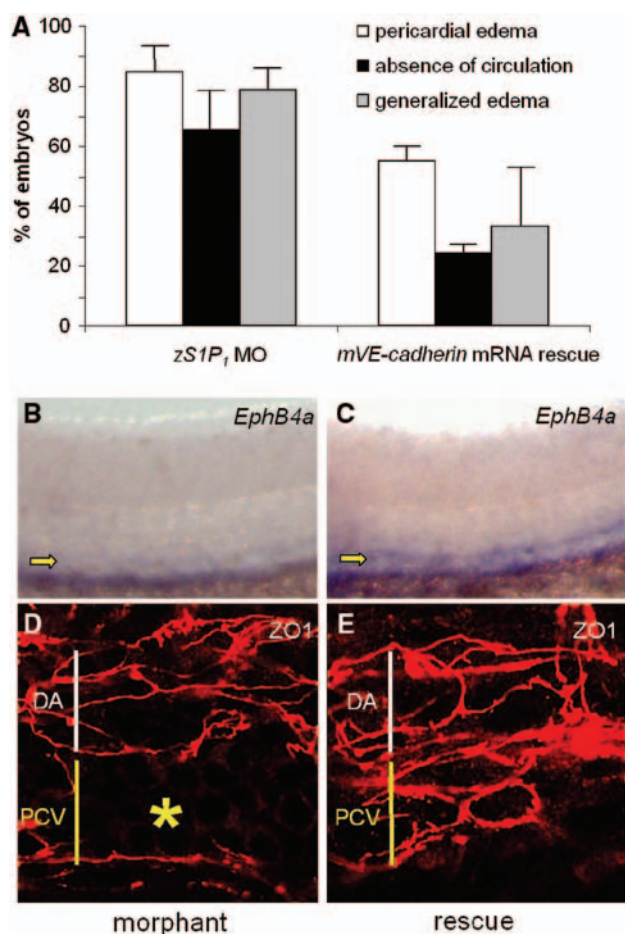 A
100
80
60
40
20
0
% of embryos
pericardial edema
absence of circulation
generalized edema
zS1P₁ MO
mVE-cadherin mRNA rescue
B
EphB4a
C
EphB4a
D
ZO1
DA
PCV
*
E
ZO1
DA
PCV
morphant
rescue